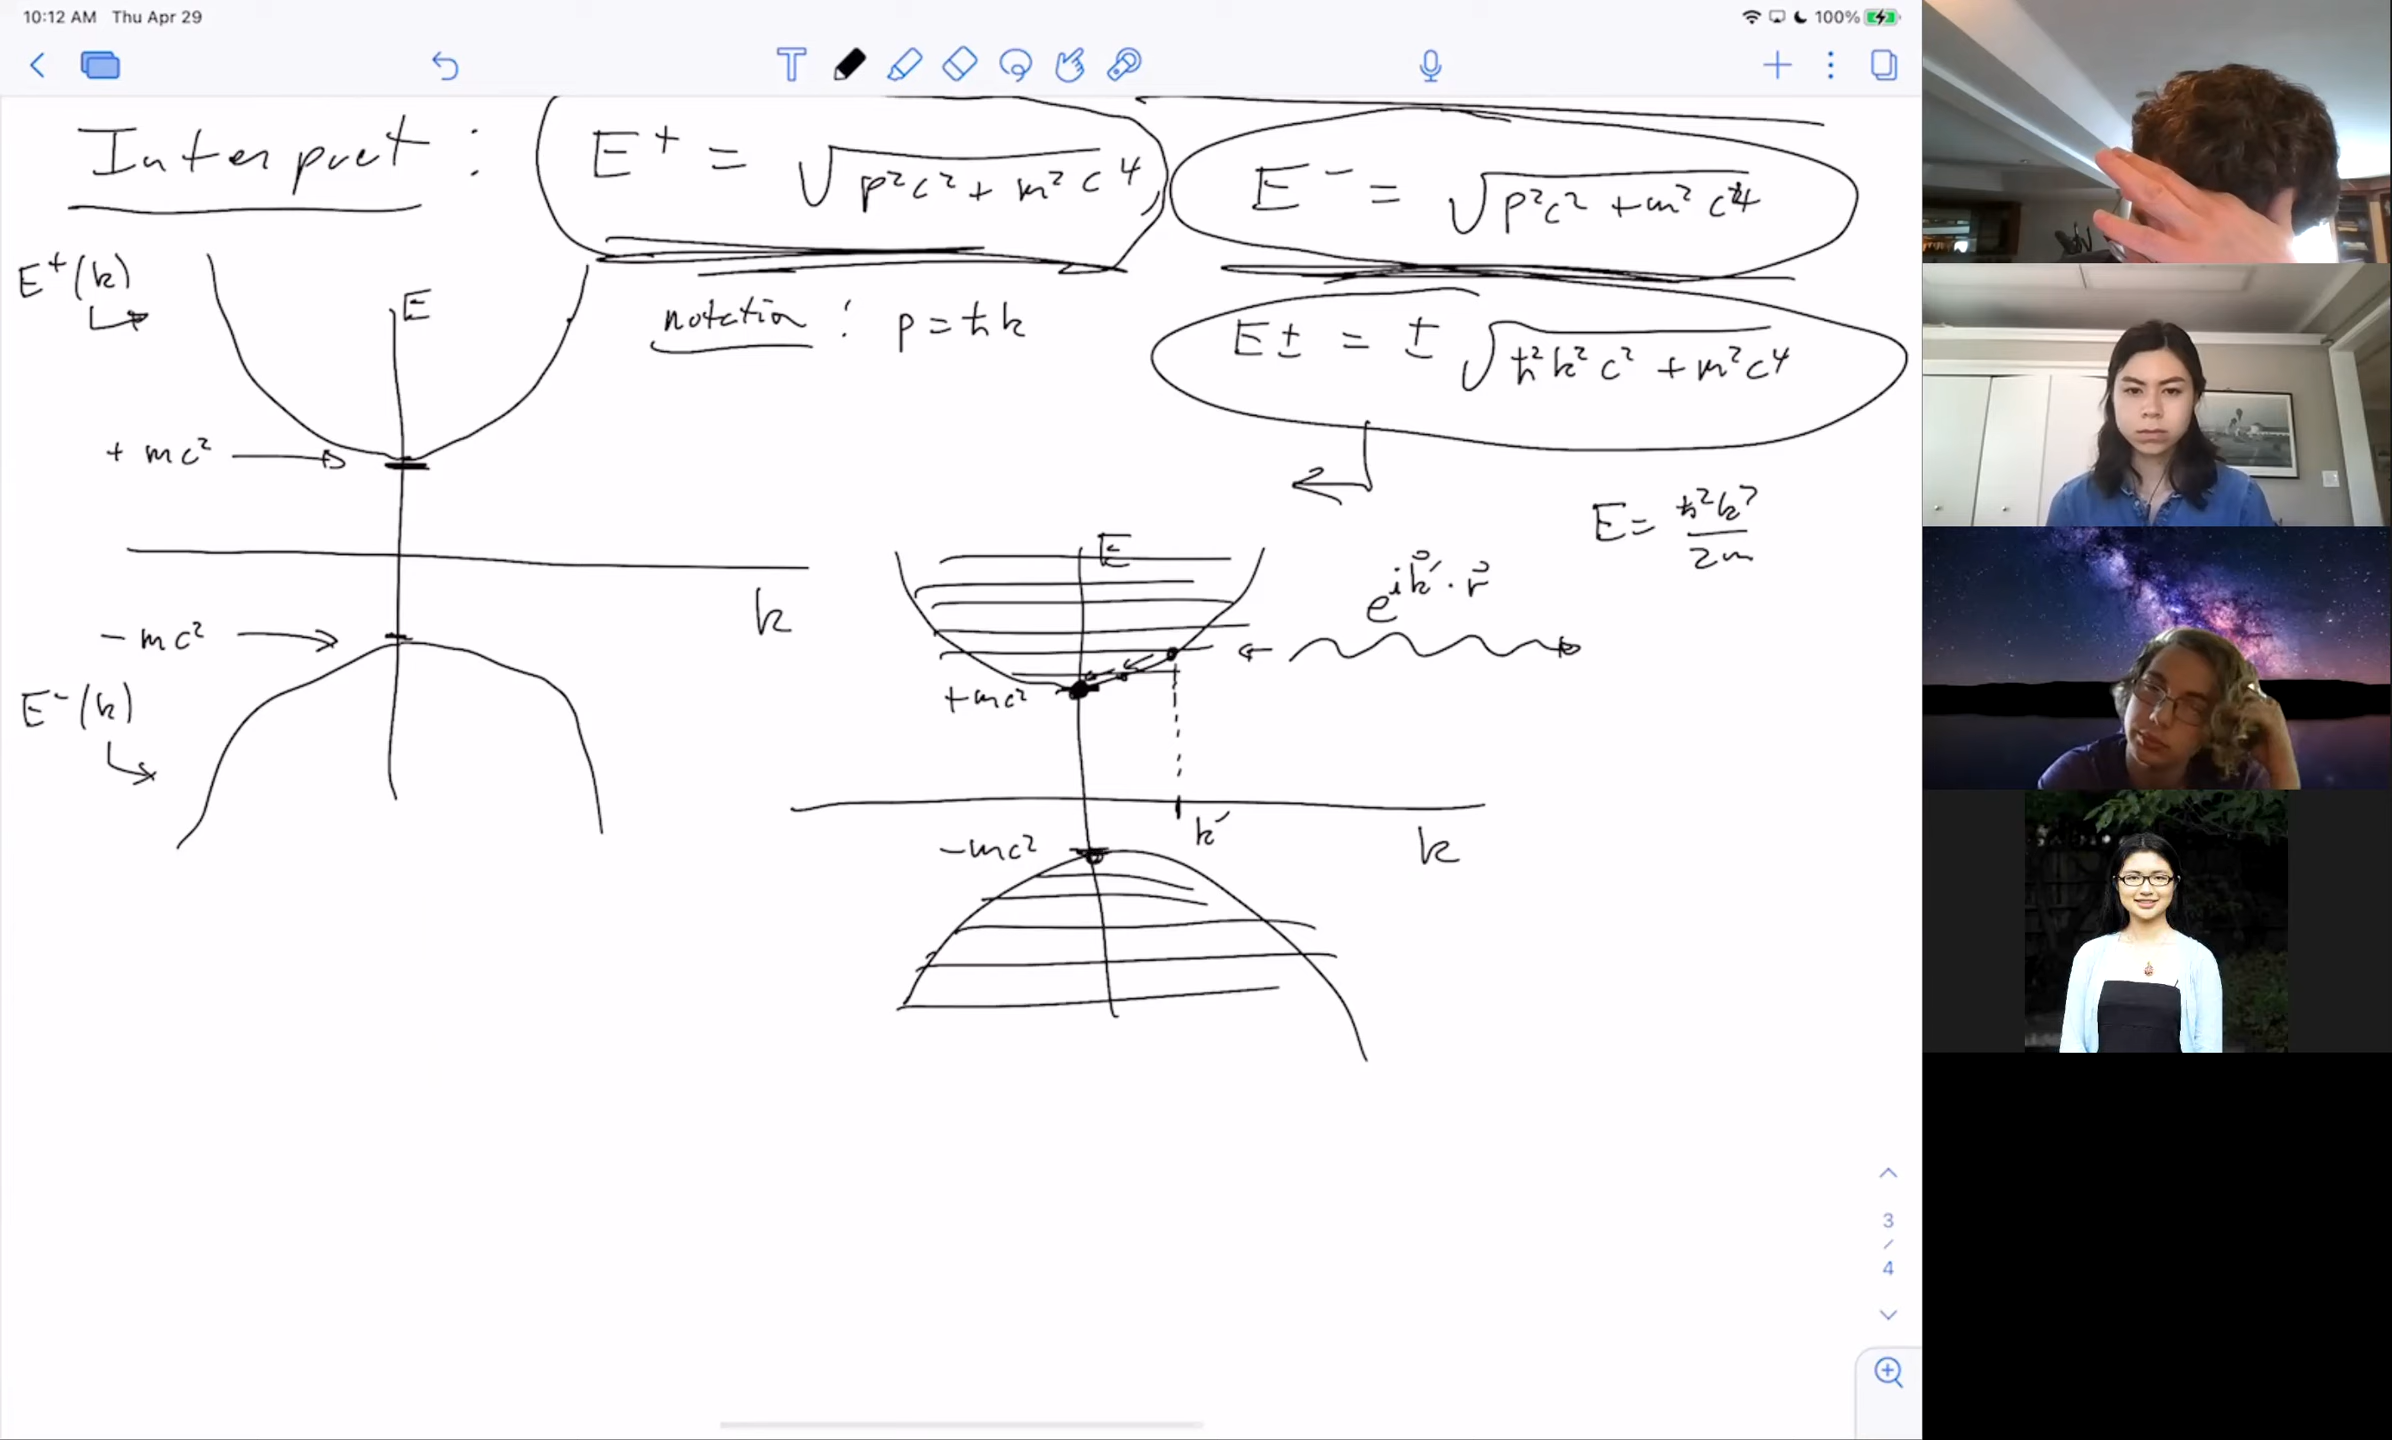 10:12 AM Thu Apr 29
100%
Interpret : E⁺ = √p²c² + m²c⁴
E⁻ = √p²c² + m²c⁴
E⁺(k)
E
notation : p = ħk
E± = ± √ħ²k²c² + m²c⁴
+ mc²
E = ħ²k²/2m
E
e^{ik⃗′·r⃗}
k
- mc²
+mc²
E⁻(k)
k′
-mc²
k
3
/
4